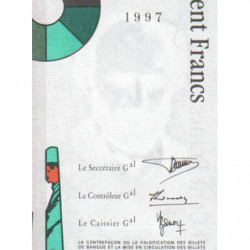 1997
ent Francs
Le Secrétaire Gal
Le Contrôleur Gal
Le Caissier Gal
LA CONTREFAÇON OU LA FALSIFICATION DES BILLETS
DE BANQUE ET LA MISE EN CIRCULATION DES BILLETS